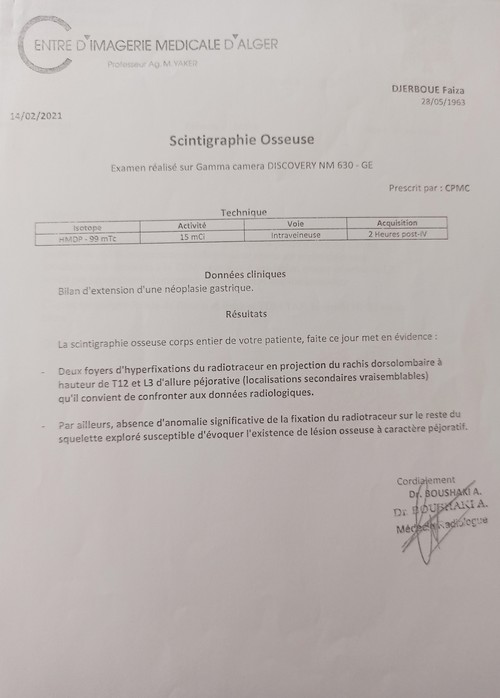 CENTRE D'IMAGERIE MEDICALE D'ALGER
Professeur Ag. M YAKER
DJERBOUE Faiza
28/05/1963
14/02/2021
Scintigraphie Osseuse
Examen réalisé sur Gamma camera DISCOVERY NM 630 - GE
Prescrit par : CPMC
Technique
Isotope Activité Voie Acquisition
HMDP - 99 mTc 15 mCi Intraveineuse 2 Heures post-IV
Données cliniques
Bilan d'extension d'une néoplasie gastrique.
Résultats
La scintigraphie osseuse corps entier de votre patiente, faite ce jour met en évidence :
- Deux foyers d'hyperfixations du radiotraceur en projection du rachis dorsolombaire à
hauteur de T12 et L3 d'allure péjorative (localisations secondaires vraisemblables)
qu'il convient de confronter aux données radiologiques.
- Par ailleurs, absence d'anomalie significative de la fixation du radiotraceur sur le reste du
squelette exploré susceptible d'évoquer l'existence de lésion osseuse à caractère péjoratif.
Cordialement
Dr. BOUSHAKI A.
Dr. BOUSHAKI A.
Médecin Radiologue